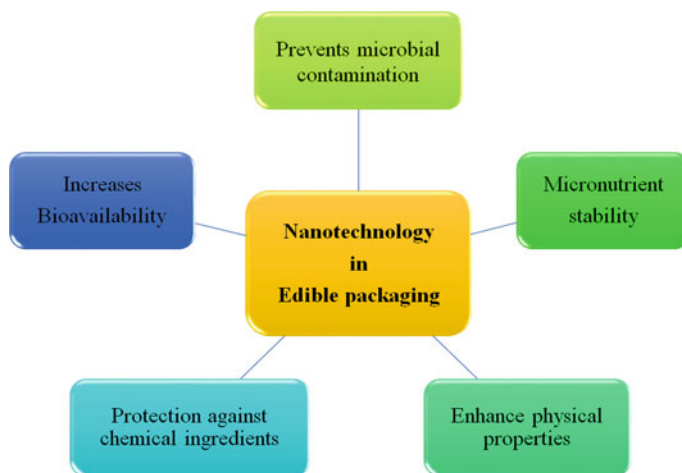 Prevents microbial
contamination
Increases
Bioavailability
Micronutrient
stability
Nanotechnology
in
Edible packaging
Protection against
chemical ingredients
Enhance physical
properties